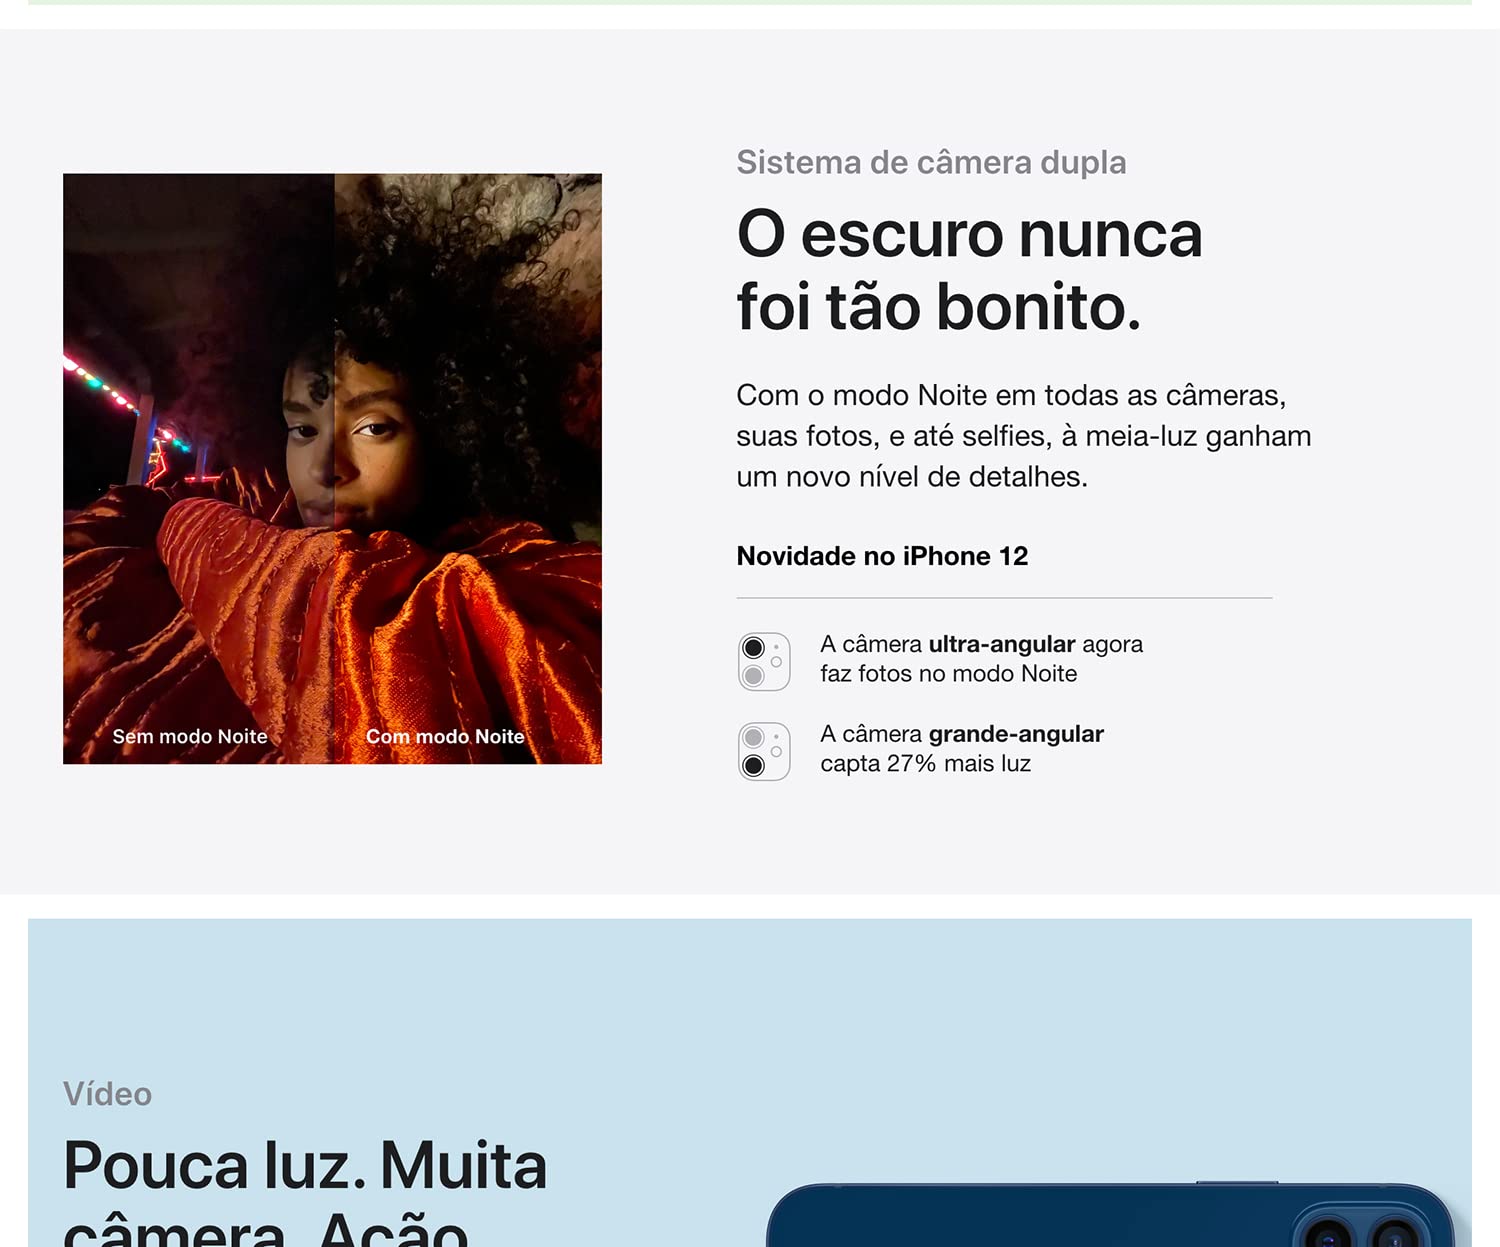 Sistema de câmera dupla
O escuro nunca
foi tão bonito.
Com o modo Noite em todas as câmeras,
suas fotos, e até selfies, à meia-luz ganham
um novo nível de detalhes.
Novidade no iPhone 12
A câmera ultra-angular agora
faz fotos no modo Noite
A câmera grande-angular
capta 27% mais luz
Sem modo Noite
Com modo Noite
Vídeo
Pouca luz. Muita
câmera. Ação